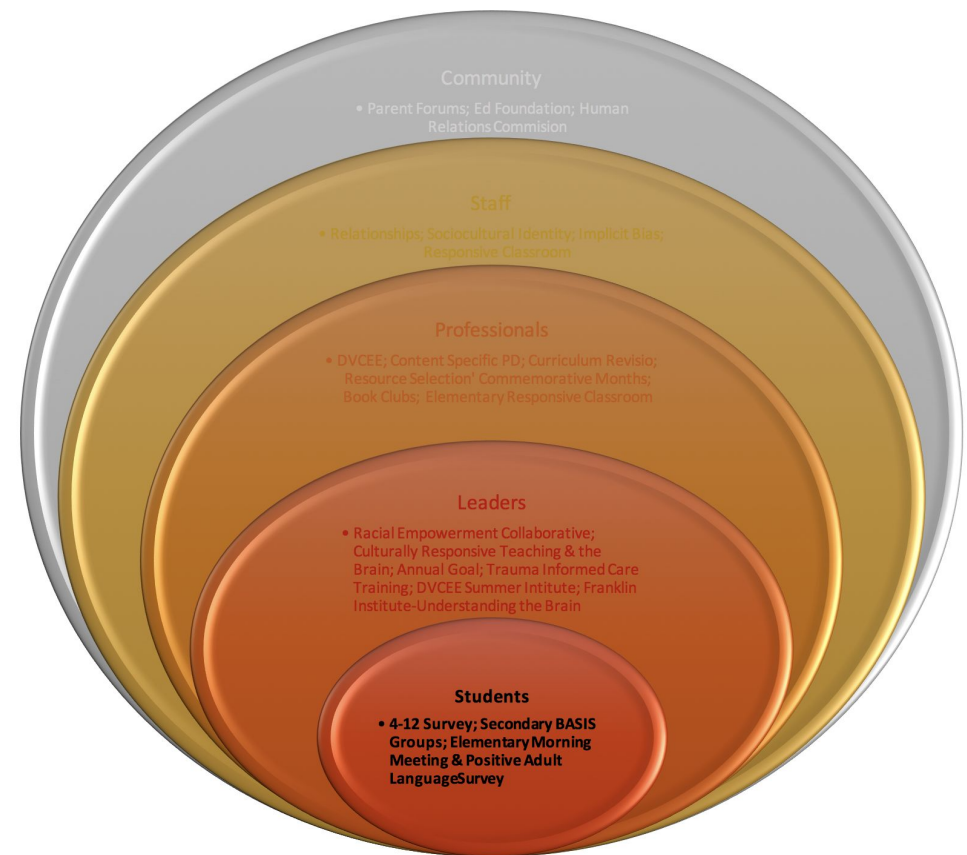 Community
• Parent Forums; Ed Foundation; Human
Relations Commision
Staff
• Relationships; Sociocultural Identity; Implicit Bias;
Responsive Classroom
Professionals
• DVCEE; Content Specific PD; Curriculum Revisio;
Resource Selection' Commemorative Months;
Book Clubs; Elementary Responsive Classroom
Leaders
• Racial Empowerment Collaborative;
Culturally Responsive Teaching & the
Brain; Annual Goal; Trauma Informed Care
Training; DVCEE Summer Intitute; Franklin
Institute-Understanding the Brain
Students
• 4-12 Survey; Secondary BASIS
Groups; Elementary Morning
Meeting & Positive Adult
LanguageSurvey